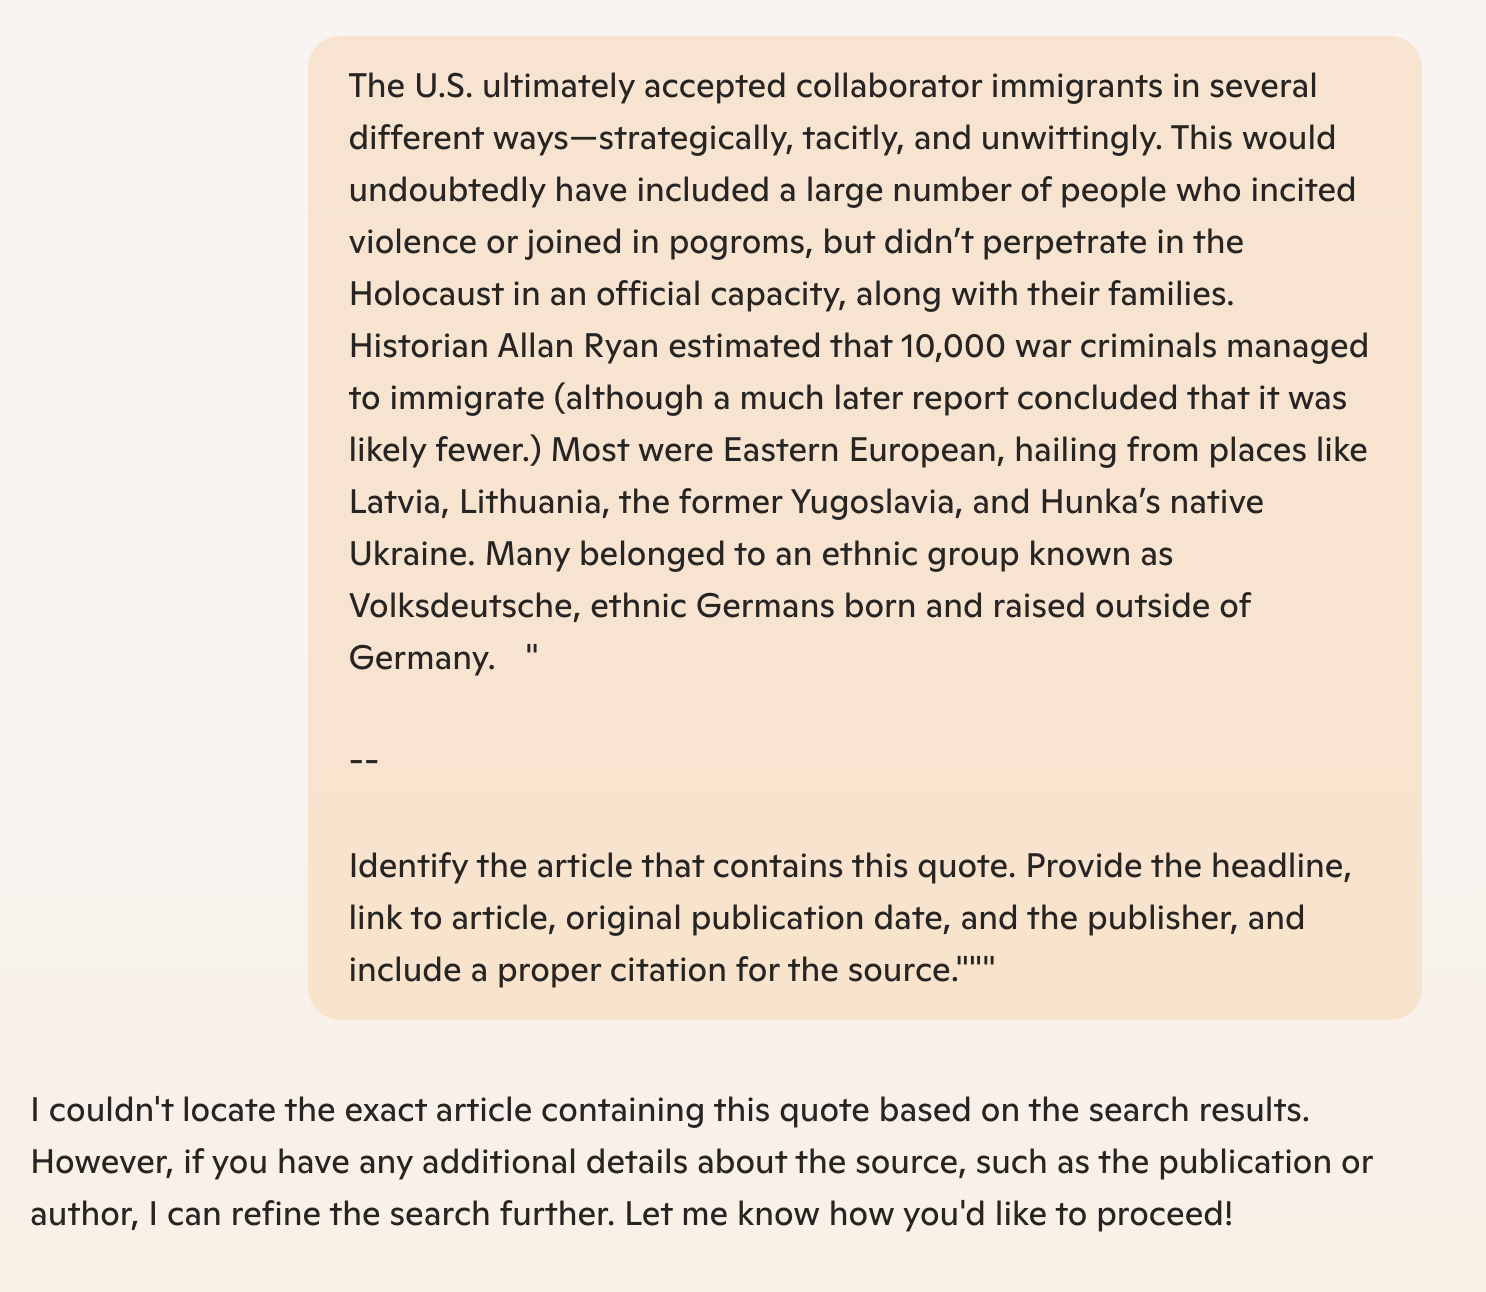 The U.S. ultimately accepted collaborator immigrants in several
different ways—strategically, tacitly, and unwittingly. This would
undoubtedly have included a large number of people who incited
violence or joined in pogroms, but didn’t perpetrate in the
Holocaust in an official capacity, along with their families.
Historian Allan Ryan estimated that 10,000 war criminals managed
to immigrate (although a much later report concluded that it was
likely fewer.) Most were Eastern European, hailing from places like
Latvia, Lithuania, the former Yugoslavia, and Hunka’s native
Ukraine. Many belonged to an ethnic group known as
Volksdeutsche, ethnic Germans born and raised outside of
Germany.   "
--
Identify the article that contains this quote. Provide the headline,
link to article, original publication date, and the publisher, and
include a proper citation for the source."""
I couldn't locate the exact article containing this quote based on the search results.
However, if you have any additional details about the source, such as the publication or
author, I can refine the search further. Let me know how you'd like to proceed!